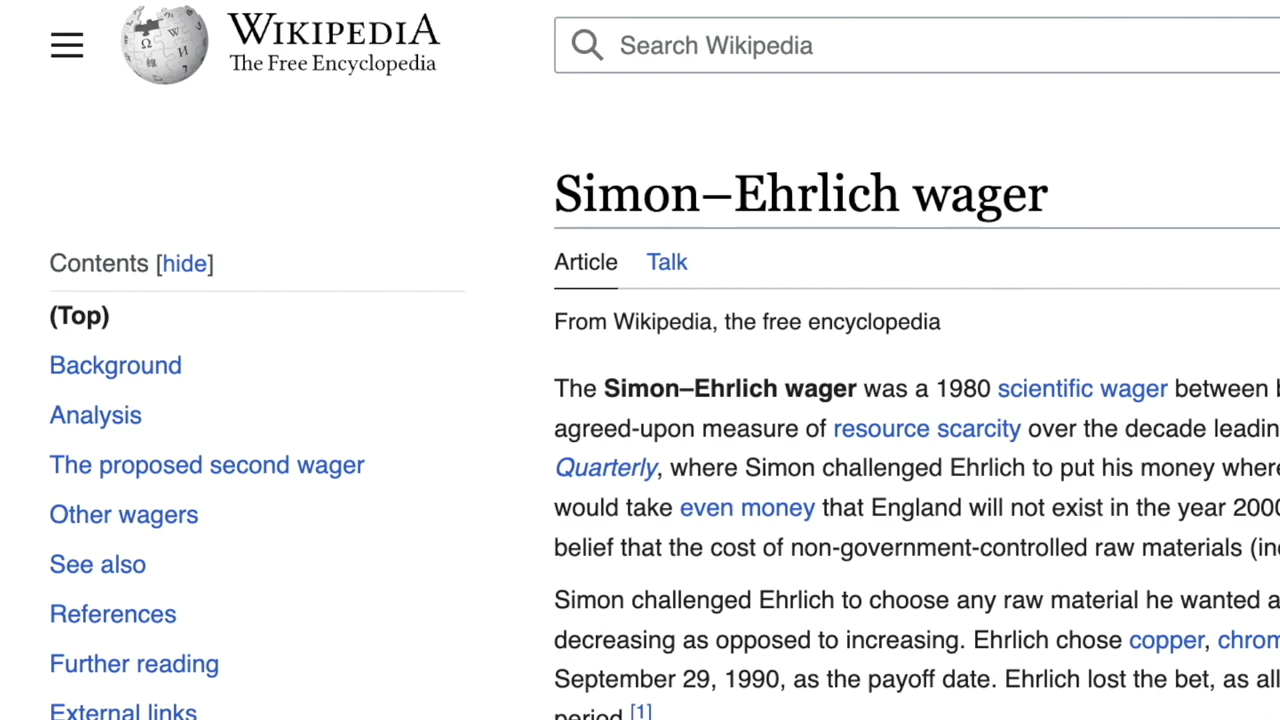 WIKIPEDIA
The Free Encyclopedia
Search Wikipedia
Simon–Ehrlich wager
Contents [hide]
(Top)
Background
Analysis
The proposed second wager
Other wagers
See also
References
Further reading
External links
Article Talk
From Wikipedia, the free encyclopedia
The Simon–Ehrlich wager was a 1980 scientific wager between
agreed-upon measure of resource scarcity over the decade leadin
Quarterly, where Simon challenged Ehrlich to put his money where
would take even money that England will not exist in the year 2000
belief that the cost of non-government-controlled raw materials (in
Simon challenged Ehrlich to choose any raw material he wanted a
decreasing as opposed to increasing. Ehrlich chose copper, chrom
September 29, 1990, as the payoff date. Ehrlich lost the bet, as all
period.[1]